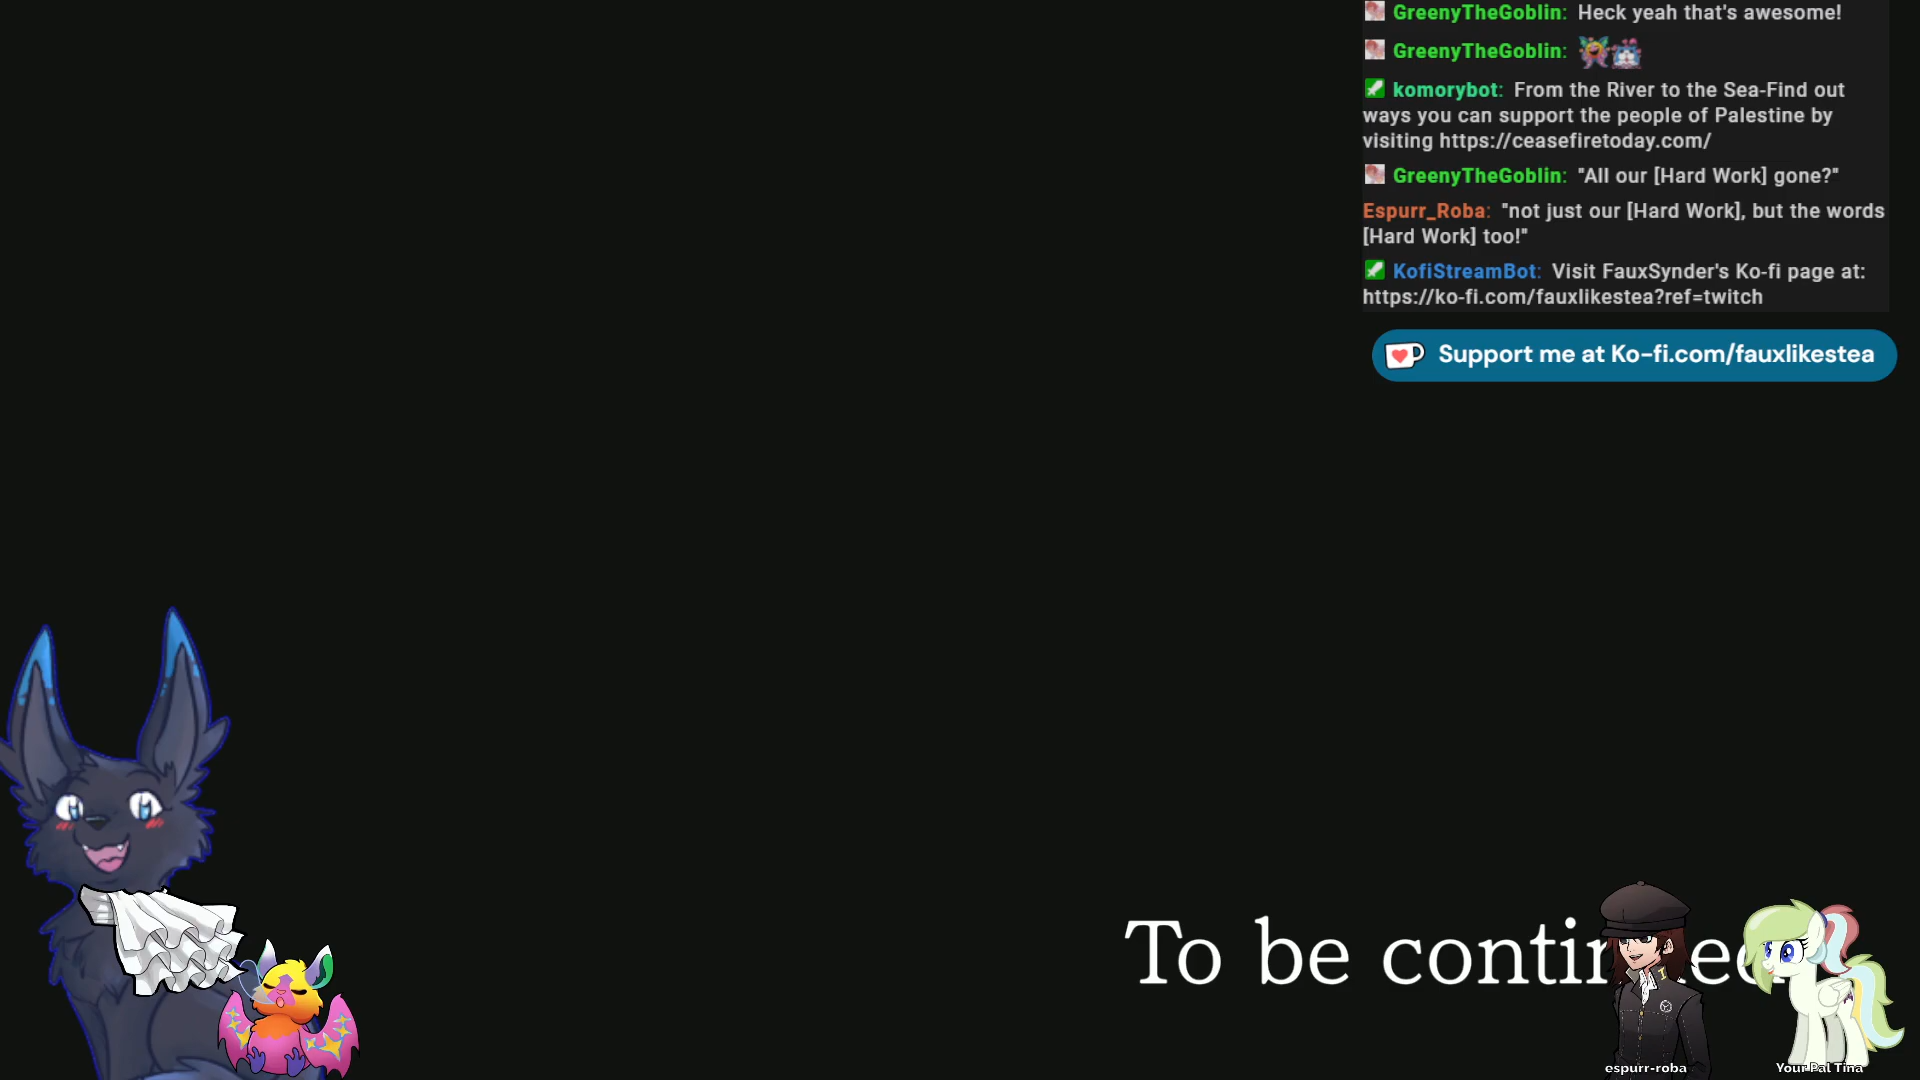 GreenyTheGoblin: Heck yeah that's awesome!
GreenyTheGoblin:
komorybot: From the River to the Sea-Find out
ways you can support the people of Palestine by
visiting https://ceasefiretoday.com/
GreenyTheGoblin: "All our [Hard Work] gone?"
Espurr_Roba: "not just our [Hard Work], but the words
[Hard Work] too!"
KofiStreamBot: Visit FauxSynder's Ko-fi page at:
https://ko-fi.com/fauxlikestea?ref=twitch
Support me at Ko-fi.com/fauxlikestea
To be
espurr-roba
Your Pal Tina